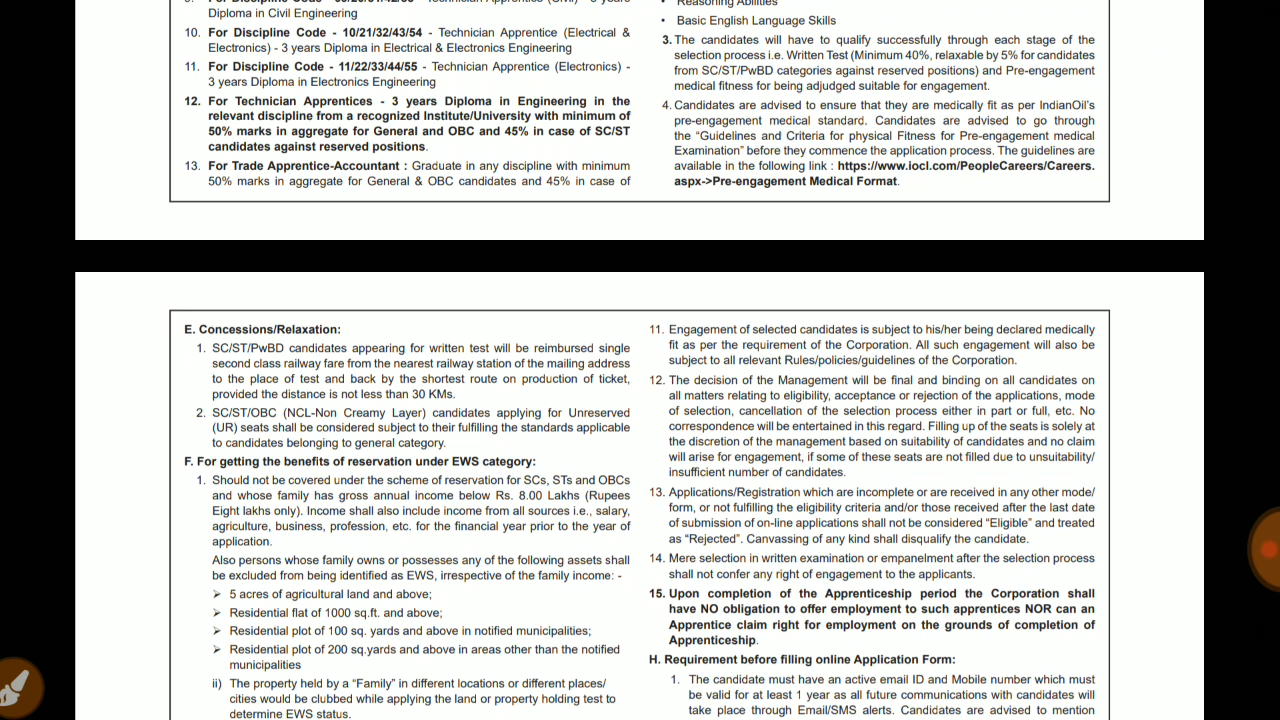 Diploma in Civil Engineering
10. For Discipline Code - 10/21/32/43/54 - Technician Apprentice (Electrical &
Electronics) - 3 years Diploma in Electrical & Electronics Engineering
11. For Discipline Code - 11/22/33/44/55 - Technician Apprentice (Electronics) -
3 years Diploma in Electronics Engineering
12. For Technician Apprentices - 3 years Diploma in Engineering in the
relevant discipline from a recognized Institute/University with minimum of
50% marks in aggregate for General and OBC and 45% in case of SC/ST
candidates against reserved positions.
13. For Trade Apprentice-Accountant : Graduate in any discipline with minimum
50% marks in aggregate for General & OBC candidates and 45% in case of
• Reasoning Abilities
• Basic English Language Skills
3. The candidates will have to qualify successfully through each stage of the
selection process i.e. Written Test (Minimum 40%, relaxable by 5% for candidates
from SC/ST/PwBD categories against reserved positions) and Pre-engagement
medical fitness for being adjudged suitable for engagement.
4. Candidates are advised to ensure that they are medically fit as per IndianOil's
pre-engagement medical standard. Candidates are advised to go through
the “Guidelines and Criteria for physical Fitness for Pre-engagement medical
Examination” before they commence the application process. The guidelines are
available in the following link : https://www.iocl.com/PeopleCareers/Careers.
aspx->Pre-engagement Medical Format.
E. Concessions/Relaxation:
1. SC/ST/PwBD candidates appearing for written test will be reimbursed single
second class railway fare from the nearest railway station of the mailing address
to the place of test and back by the shortest route on production of ticket,
provided the distance is not less than 30 KMs.
2. SC/ST/OBC (NCL-Non Creamy Layer) candidates applying for Unreserved
(UR) seats shall be considered subject to their fulfilling the standards applicable
to candidates belonging to general category.
F. For getting the benefits of reservation under EWS category:
1. Should not be covered under the scheme of reservation for SCs, STs and OBCs
and whose family has gross annual income below Rs. 8.00 Lakhs (Rupees
Eight lakhs only). Income shall also include income from all sources i.e., salary,
agriculture, business, profession, etc. for the financial year prior to the year of
application.
Also persons whose family owns or possesses any of the following assets shall
be excluded from being identified as EWS, irrespective of the family income: -
➢ 5 acres of agricultural land and above;
➢ Residential flat of 1000 sq.ft. and above;
➢ Residential plot of 100 sq. yards and above in notified municipalities;
➢ Residential plot of 200 sq.yards and above in areas other than the notified
municipalities
ii) The property held by a “Family” in different locations or different places/
cities would be clubbed while applying the land or property holding test to
determine EWS status.
11. Engagement of selected candidates is subject to his/her being declared medically
fit as per the requirement of the Corporation. All such engagement will also be
subject to all relevant Rules/policies/guidelines of the Corporation.
12. The decision of the Management will be final and binding on all candidates on
all matters relating to eligibility, acceptance or rejection of the applications, mode
of selection, cancellation of the selection process either in part or full, etc. No
correspondence will be entertained in this regard. Filling up of the seats is solely at
the discretion of the management based on suitability of candidates and no claim
will arise for engagement, if some of these seats are not filled due to unsuitability/
insufficient number of candidates.
13. Applications/Registration which are incomplete or are received in any other mode/
form, or not fulfilling the eligibility criteria and/or those received after the last date
of submission of on-line applications shall not be considered “Eligible” and treated
as “Rejected”. Canvassing of any kind shall disqualify the candidate.
14. Mere selection in written examination or empanelment after the selection process
shall not confer any right of engagement to the applicants.
15. Upon completion of the Apprenticeship period the Corporation shall
have NO obligation to offer employment to such apprentices NOR can an
Apprentice claim right for employment on the grounds of completion of
Apprenticeship.
H. Requirement before filling online Application Form:
1. The candidate must have an active email ID and Mobile number which must
be valid for at least 1 year as all future communications with candidates will
take place through Email/SMS alerts. Candidates are advised to mention